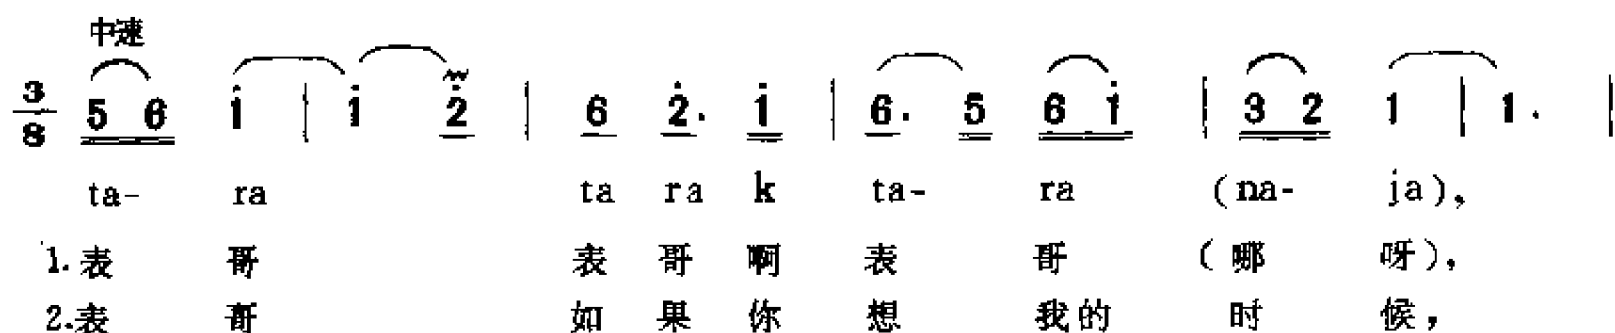 中速
3/8 5 6 i | i 2̇ | 6 2̇. i | 6. 5 6 i | 3 2 1 | 1. |
ta- ra ta ra k ta- ra (na- ja),
1.表 哥 表 哥 啊 表 哥 (哪 呀),
2.表 哥 如 果 你 想 我的 时 候,